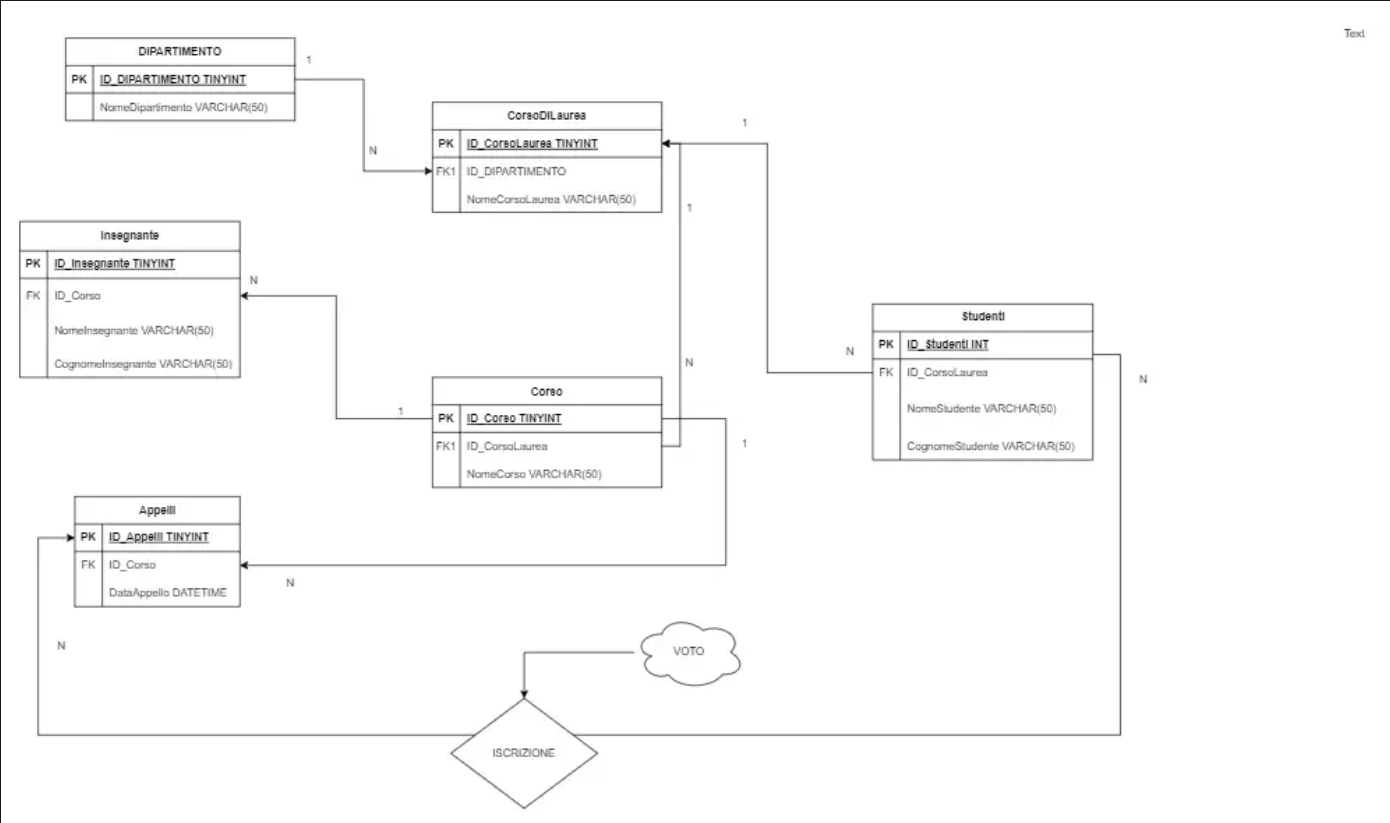 Text
DIPARTIMENTO
1
PK ID_DIPARTIMENTO TINYINT
NomeDipartimento VARCHAR(50)
N
CorsoDiLaurea
PK ID_CorsoLaurea TINYINT
FK1 ID_DIPARTIMENTO
NomeCorsoLaurea VARCHAR(50)
1
1
Insegnante
PK ID_Insegnante TINYINT
FK ID_Corso
NomeInsegnante VARCHAR(50)
CognomeInsegnante VARCHAR(50)
N
1
N
Corso
PK ID_Corso TINYINT
FK1 ID_CorsoLaurea
NomeCorso VARCHAR(50)
1
Studenti
PK ID_Studenti INT
FK ID_CorsoLaurea
NomeStudente VARCHAR(50)
CognomeStudente VARCHAR(50)
N
N
Appelli
PK ID_Appelli TINYINT
FK ID_Corso
DataAppello DATETIME
N
N
VOTO
ISCRIZIONE